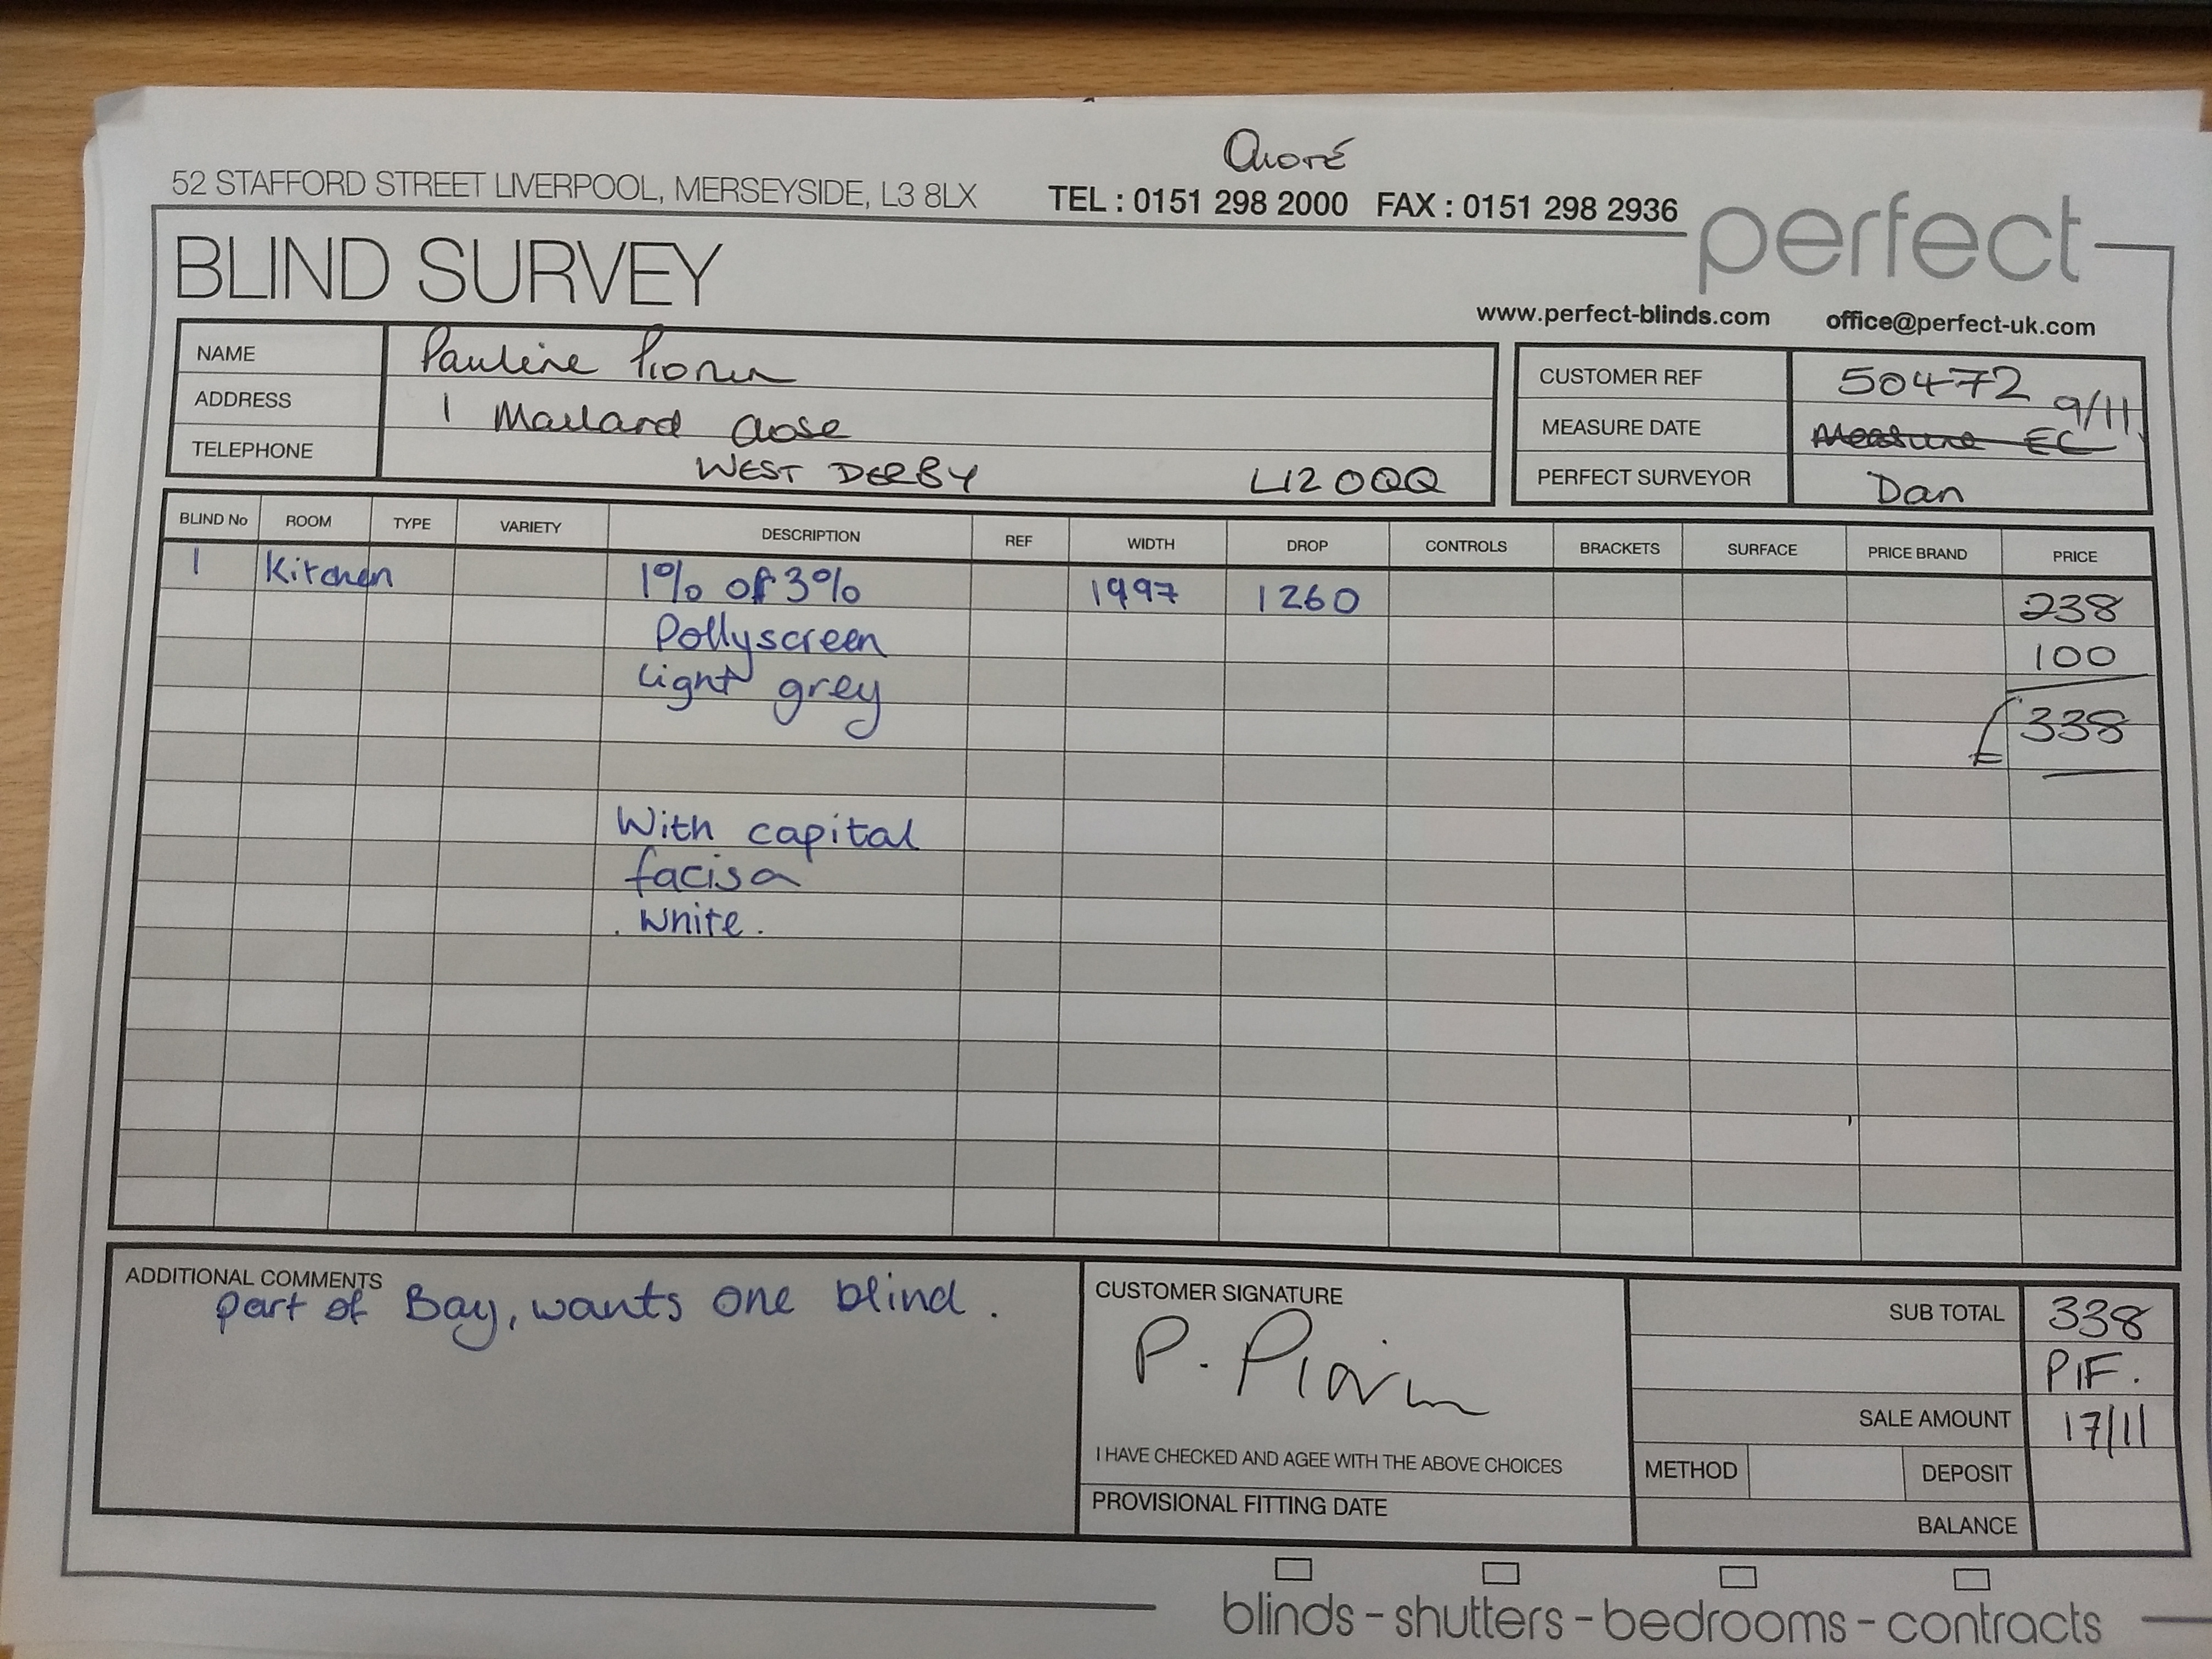 Quoté
52 STAFFORD STREET LIVERPOOL, MERSEYSIDE, L3 8LX TEL : 0151 298 2000 FAX : 0151 298 2936
perfect
BLIND SURVEY
www.perfect-blinds.com office@perfect-uk.com
NAME Pauline
ADDRESS 1 Mallard Close
TELEPHONE WEST DERBY L12 0QQ
CUSTOMER REF 50472
MEASURE DATE Measure EC 9/11
PERFECT SURVEYOR Dan
BLIND No ROOM TYPE VARIETY DESCRIPTION REF WIDTH DROP CONTROLS BRACKETS SURFACE PRICE BRAND PRICE
1 Kitchen 1% of 3% 1997 1260 238
Pollyscreen 100
Light grey £338
With capital
facisa
white.
ADDITIONAL COMMENTS
part of Bay, wants one blind.
CUSTOMER SIGNATURE
P.
I HAVE CHECKED AND AGEE WITH THE ABOVE CHOICES
PROVISIONAL FITTING DATE
SUB TOTAL 338
PIF.
SALE AMOUNT 17/11
METHOD DEPOSIT
BALANCE
blinds - shutters - bedrooms - contracts